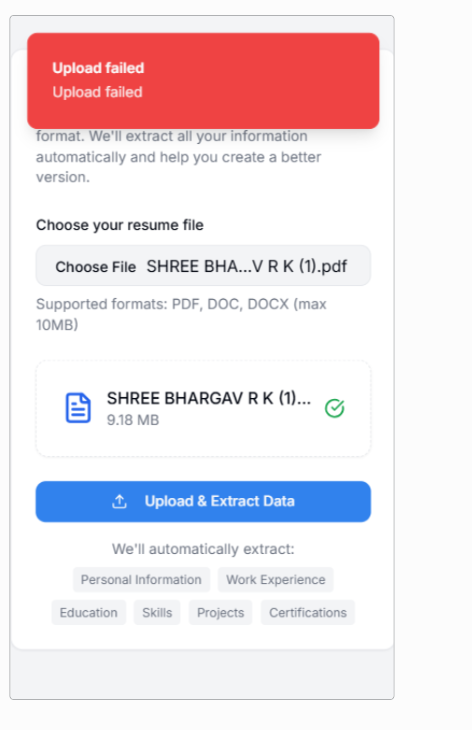 Upload failed
Upload failed
format. We'll extract all your information
automatically and help you create a better
version.
Choose your resume file
Choose File SHREE BHA...V R K (1).pdf
Supported formats: PDF, DOC, DOCX (max
10MB)
SHREE BHARGAV R K (1)...
9.18 MB
Upload & Extract Data
We'll automatically extract:
Personal Information Work Experience
Education Skills Projects Certifications